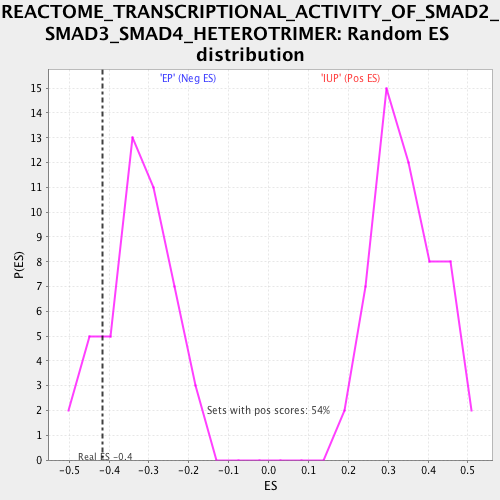 REACTOME_TRANSCRIPTIONAL_ACTIVITY_OF_SMAD2_
SMAD3_SMAD4_HETEROTRIMER: Random ES
distribution
'EP' (Neg ES) 'IUP' (Pos ES)
15
14
13
12
11
10
9
8
7
6
5
4
3
2
1
0
P(ES)
Sets with pos scores: 54%
Real ES -0.4
-0.5 -0.4 -0.3 -0.2 -0.1 0.0 0.1 0.2 0.3 0.4 0.5
ES